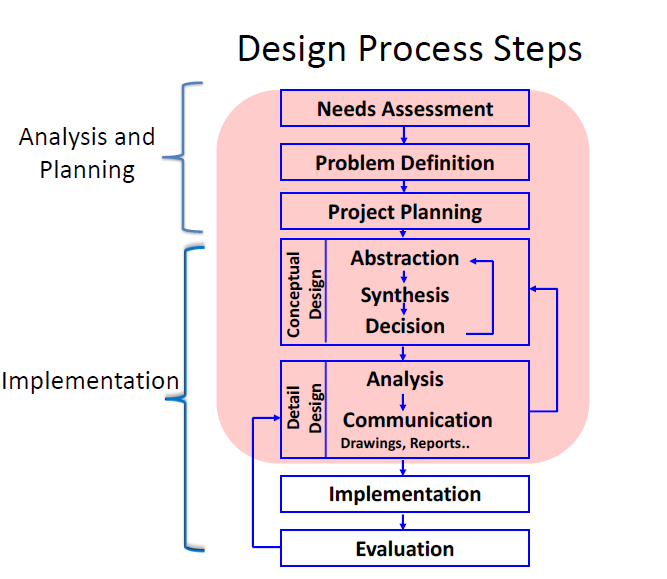 Design Process Steps
Analysis and
Planning
Needs Assessment
Problem Definition
Project Planning
Implementation
Conceptual
Design
Abstraction
Synthesis
Decision
Detail
Design
Analysis
Communication
Drawings, Reports..
Implementation
Evaluation